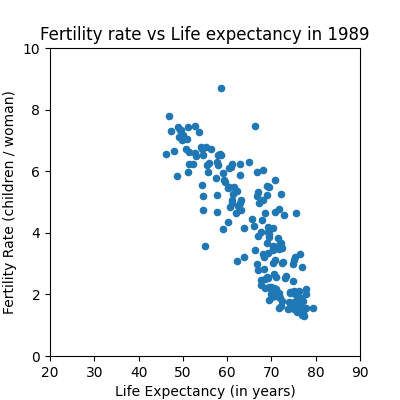 Fertility rate vs Life expectancy in 1989
Fertility Rate (children / woman)
10
8
6
4
2
0
20 30 40 50 60 70 80 90
Life Expectancy (in years)